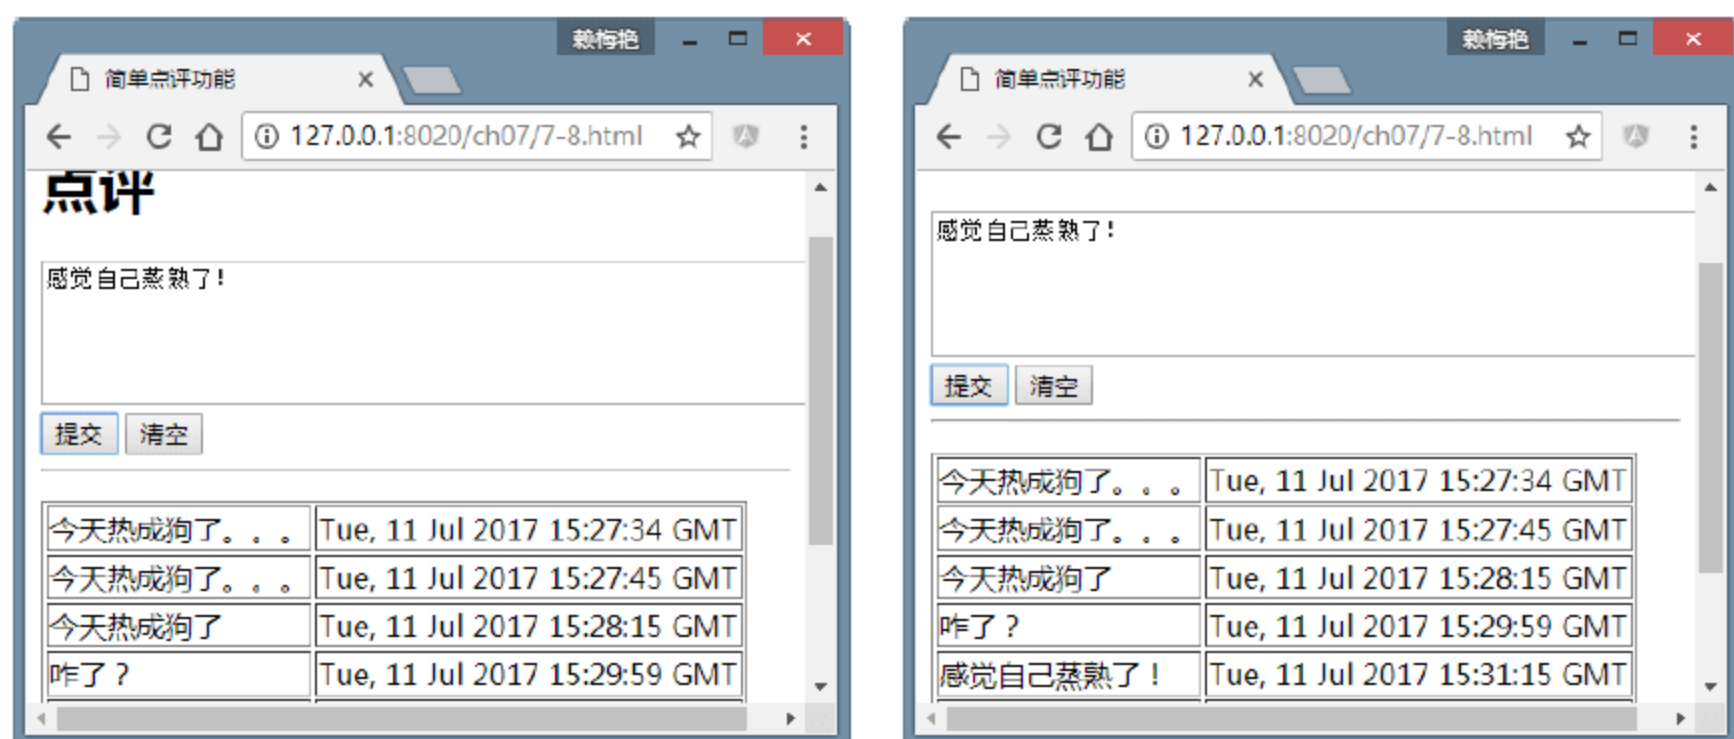 赖梅艳
简单点评功能
127.0.0.1:8020/ch07/7-8.html
点评
感觉自己蒸熟了!
提交 清空
今天热成狗了。。。 Tue, 11 Jul 2017 15:27:34 GMT
今天热成狗了。。。 Tue, 11 Jul 2017 15:27:45 GMT
今天热成狗了 Tue, 11 Jul 2017 15:28:15 GMT
咋了？ Tue, 11 Jul 2017 15:29:59 GMT
赖梅艳
简单点评功能
127.0.0.1:8020/ch07/7-8.html
感觉自己蒸熟了!
提交 清空
今天热成狗了。。。 Tue, 11 Jul 2017 15:27:34 GMT
今天热成狗了。。。 Tue, 11 Jul 2017 15:27:45 GMT
今天热成狗了 Tue, 11 Jul 2017 15:28:15 GMT
咋了？ Tue, 11 Jul 2017 15:29:59 GMT
感觉自己蒸熟了！ Tue, 11 Jul 2017 15:31:15 GMT